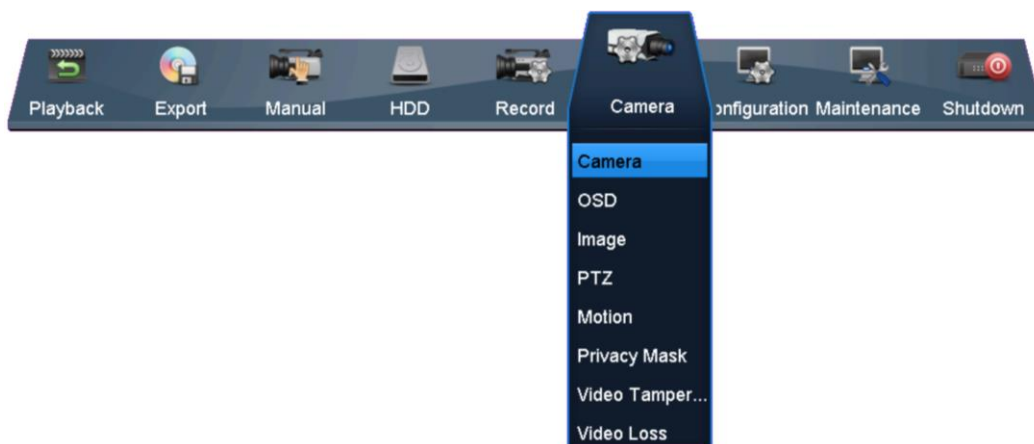 Playback Export Manual HDD Record Camera onfiguration Maintenance Shutdown
Camera
OSD
Image
PTZ
Motion
Privacy Mask
Video Tamper...
Video Loss